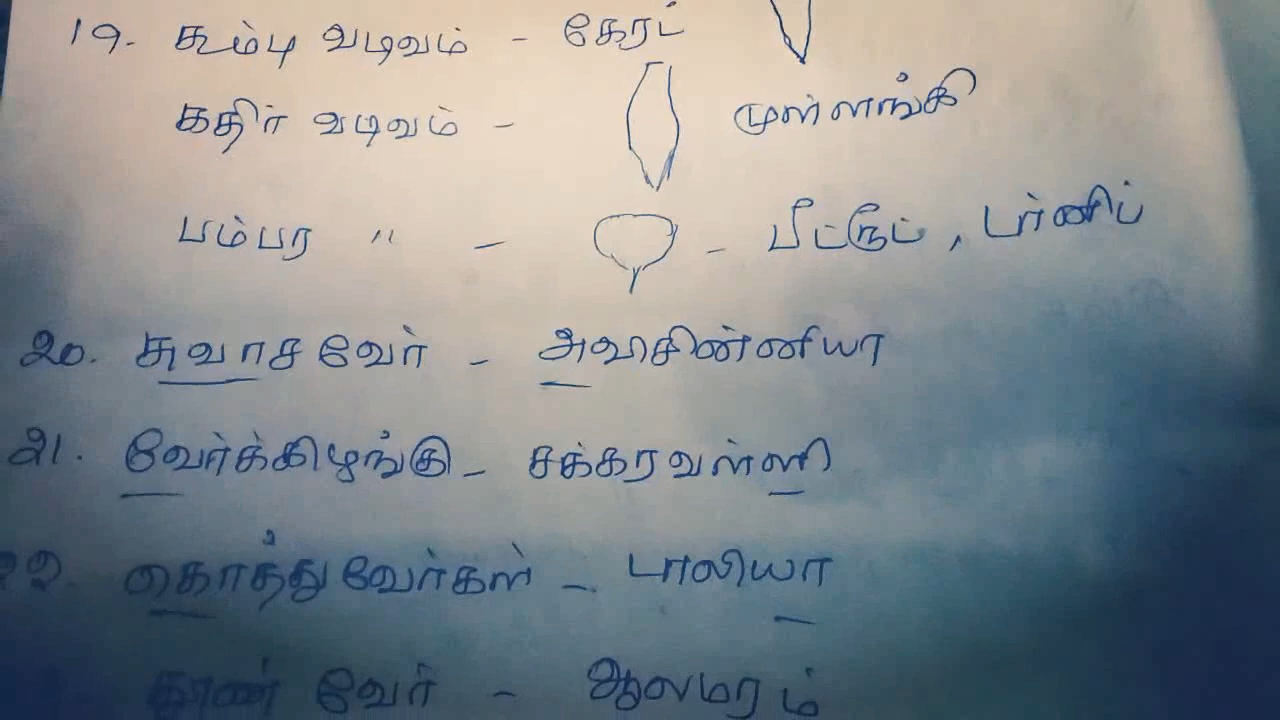 19. கூம்பு வடிவம் - கேரட்
கதிர் வடிவம் - முள்ளங்கி
பம்பர " - - பீட்ரூட், டர்னிப்
20. சுவாசவேர் - அவிசின்னியா
21. வேர்க்கிழங்கு - சக்கரவள்ளி
22. கொத்து வேர்கள் - டாலியா
தூண் வேர் - ஆலமரம்